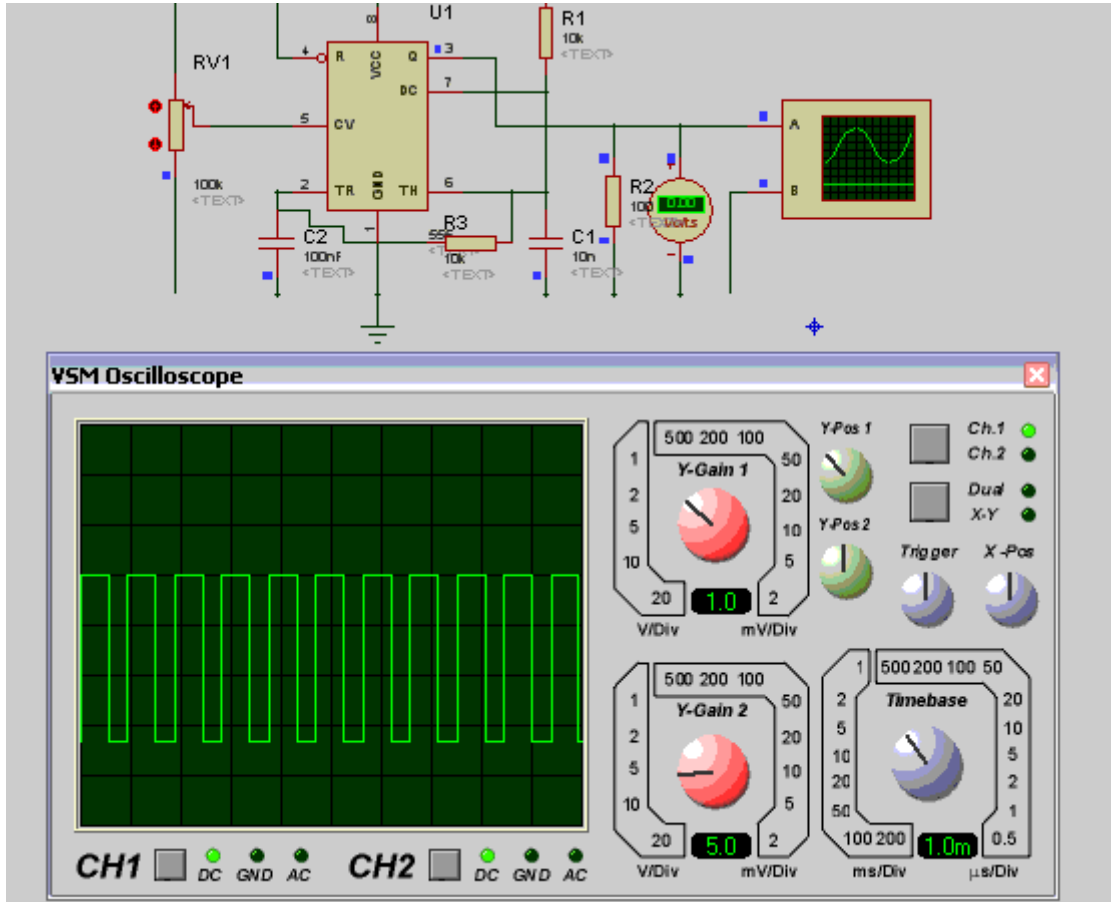 U1
R1
10k
<TEXT>
RV1
100k
<TEXT>
8
4
R
VCC
Q
3
DC
7
5
CV
2
TR
GND
TH
6
1
C2
100nF
<TEXT>
R3
10k
<TEXT>
C1
10n
<TEXT>
R2
0.00
Volts
A
B
VSM Oscilloscope
500 200 100
1
2
5
10
20
50
20
10
5
2
Y-Gain 1
1.0
V/Div
mV/Div
500 200 100
1
2
5
10
20
50
20
10
5
2
Y-Gain 2
5.0
V/Div
mV/Div
Y-Pos 1
Y-Pos 2
Ch.1
Ch.2
Dual
X-Y
Trigger
X -Pos
1
500 200 100 50
2
5
10
20
50
100 200
20
10
5
2
1
0.5
Timebase
1.0m
ms/Div
µs/Div
CH1
DC
GND
AC
CH2
DC
GND
AC